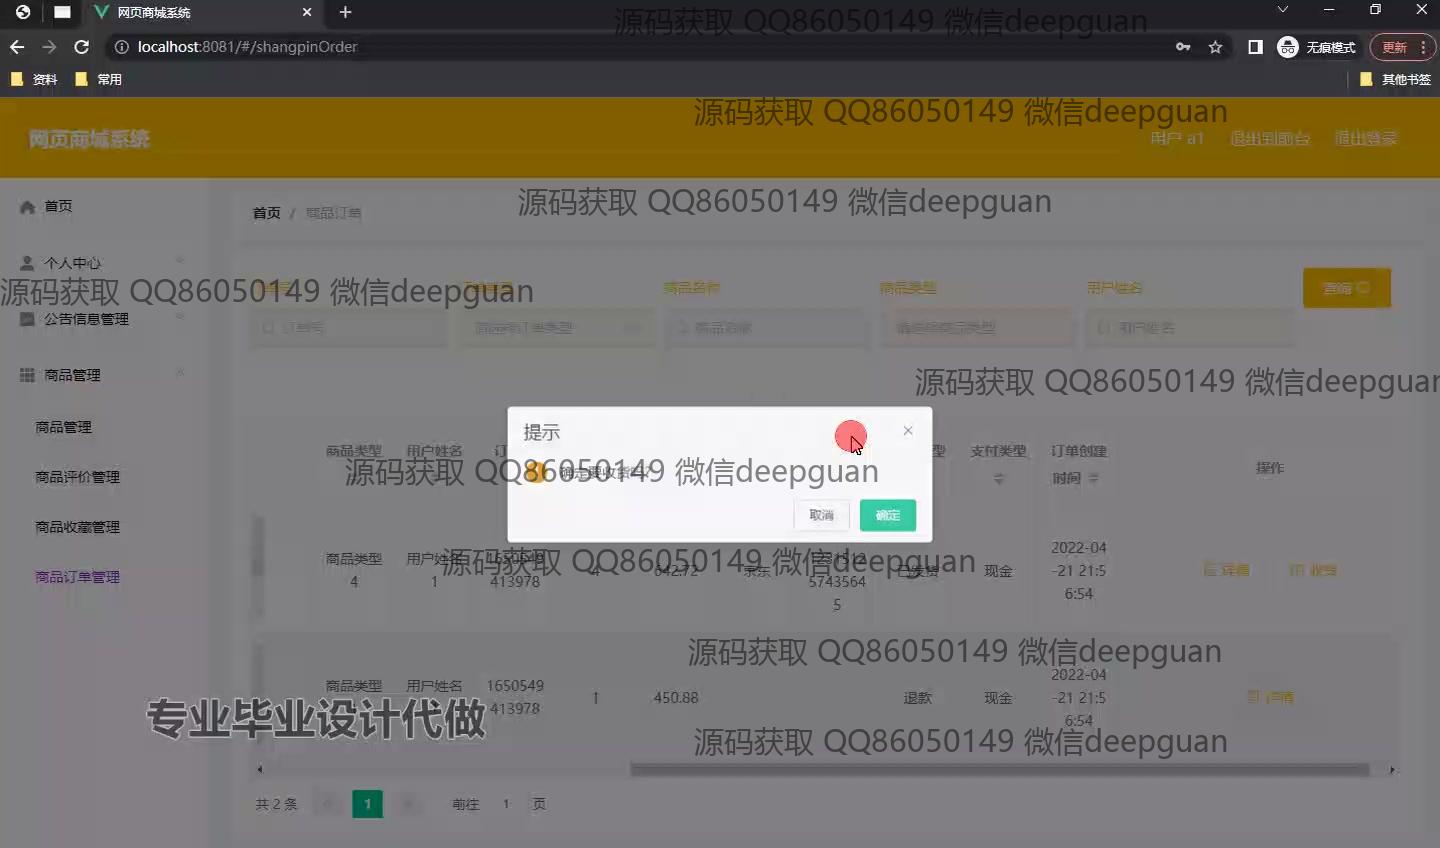 网页商城系统
源码获取 QQ86050149 微信deepguan
localhost:8081/#/shangpinOrder
无痕模式
更新
资料
常用
其他书签
源码获取 QQ86050149 微信deepguan
网页商城系统
用户 a1
退出到前台
退出登录
首页
源码获取 QQ86050149 微信deepguan
首页 / 商品订单
个人中心
源码获取 QQ86050149 微信deepguan
商品名称
商品类型
用户姓名
查询
公告信息管理
订单号
请选择订单类型
商品名称
请选择商品类型
用户姓名
商品管理
源码获取 QQ86050149 微信deepguan
商品管理
提示
商品类型
用户姓名
订
型
支付类型
订单创建
时间
操作
源码获取 QQ86050149 微信deepguan
商品评价管理
取消
确定
商品收藏管理
商品类型
4
用户姓名
1
1650549
413978
4
642.72
京东
1231512
5743564
5
已发货
现金
2022-04
-21 21:5
6:54
详情
收货
源码获取 QQ86050149 微信deepguan
商品订单管理
源码获取 QQ86050149 微信deepguan
商品类型
用户姓名
1650549
413978
1
450.88
退款
现金
2022-04
-21 21:5
6:54
详情
专业毕业设计代做
源码获取 QQ86050149 微信deepguan
共 2 条
1
前往
1
页